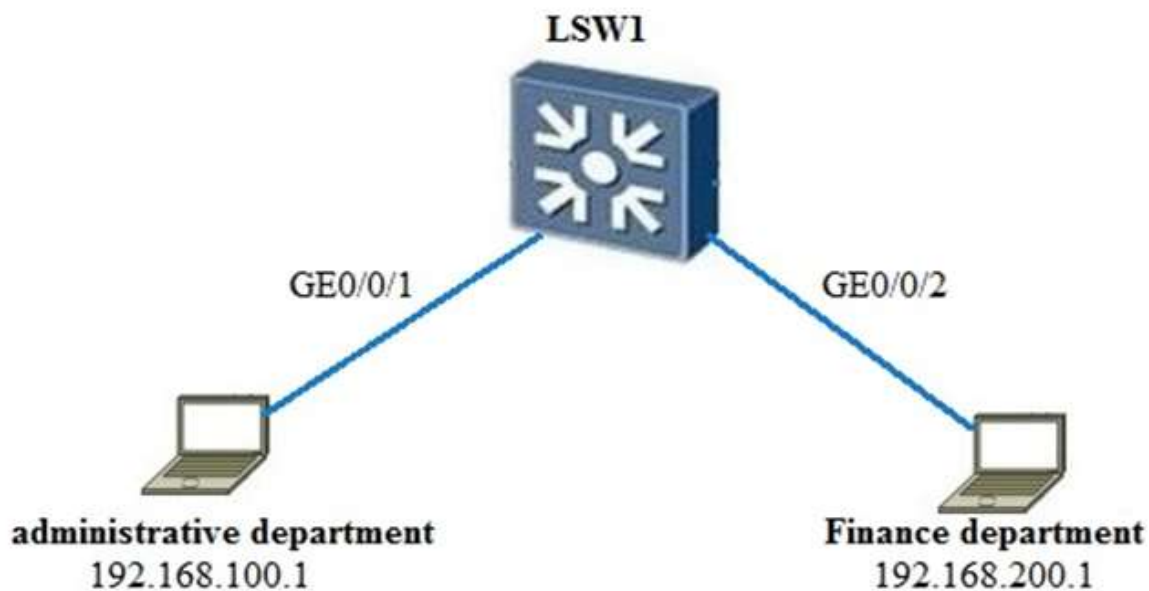 LSW1
GE0/0/1
GE0/0/2
administrative department
192.168.100.1
Finance department
192.168.200.1